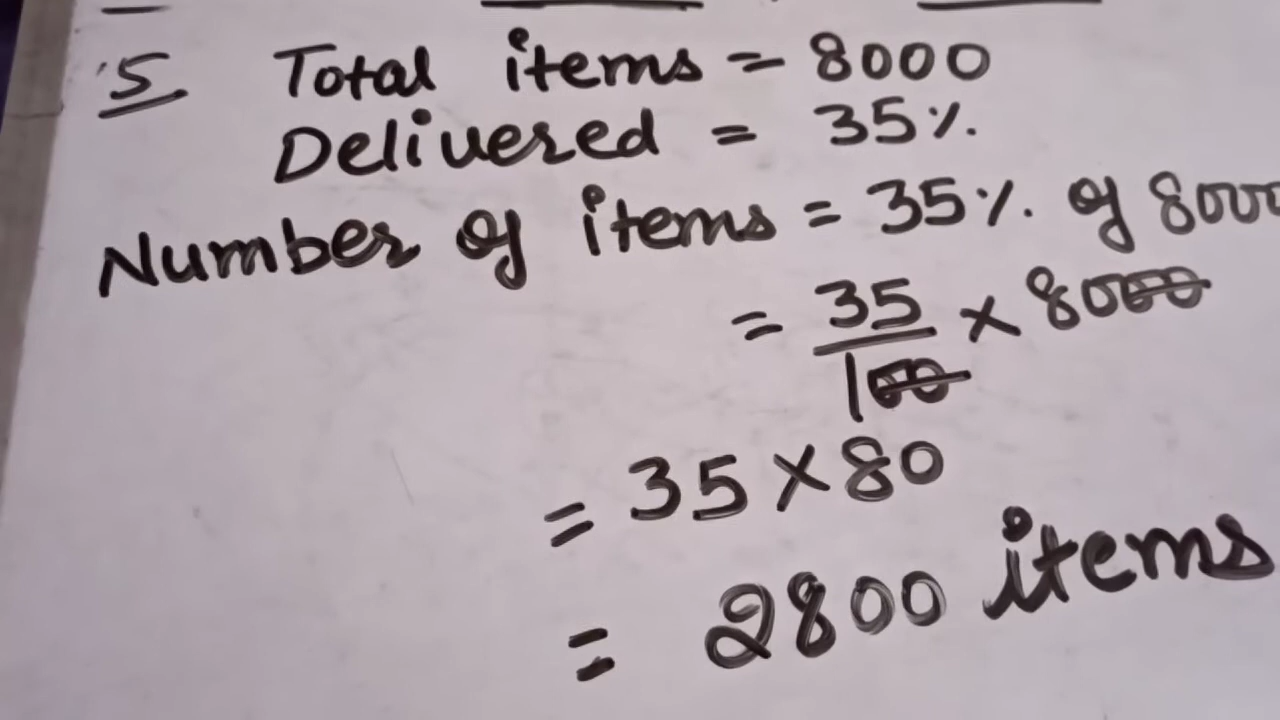 5 Total items = 8000
Delivered = 35%.
Number of items = 35%. of 8000
= 35/100 × 8000
= 35 × 80
= 2800 items